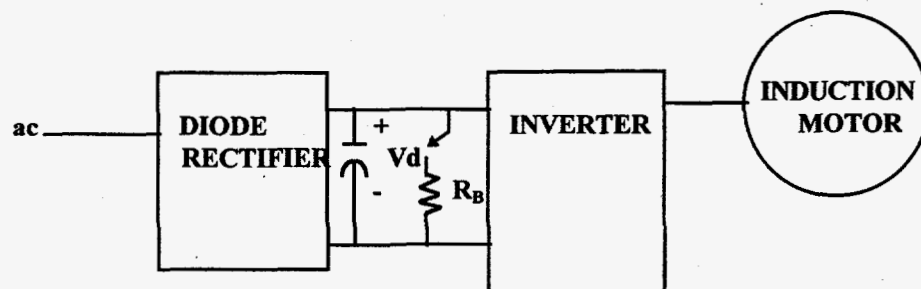 ac
DIODE
RECTIFIER
+
Vd
-
R_B
INVERTER
INDUCTION
MOTOR